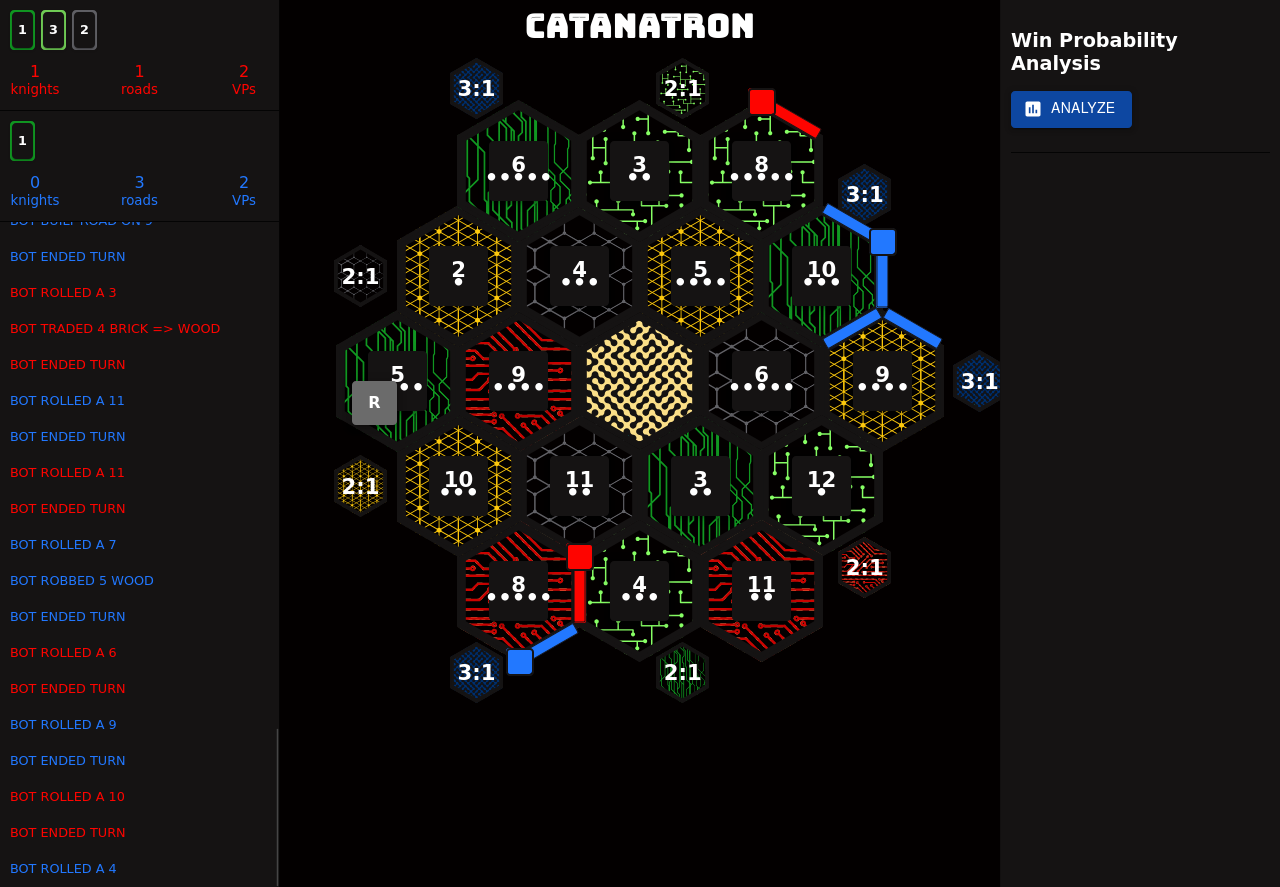 CATANATRON
1 3 2
1 1 2
knights roads VPs
1
0 3 2
knights roads VPs
BOT BUILT ROAD ON 9
BOT ENDED TURN
BOT ROLLED A 3
BOT TRADED 4 BRICK => WOOD
BOT ENDED TURN
BOT ROLLED A 11
BOT ENDED TURN
BOT ROLLED A 11
BOT ENDED TURN
BOT ROLLED A 7
BOT ROBBED 5 WOOD
BOT ENDED TURN
BOT ROLLED A 6
BOT ENDED TURN
BOT ROLLED A 9
BOT ENDED TURN
BOT ROLLED A 10
BOT ENDED TURN
BOT ROLLED A 4
3:1 2:1
6 3 8
3:1
2:1 2 4 5 10
5 9 6 9 3:1
R
2:1 10 11 3 12
8 4 11 2:1
3:1 2:1
Win Probability
Analysis
ANALYZE